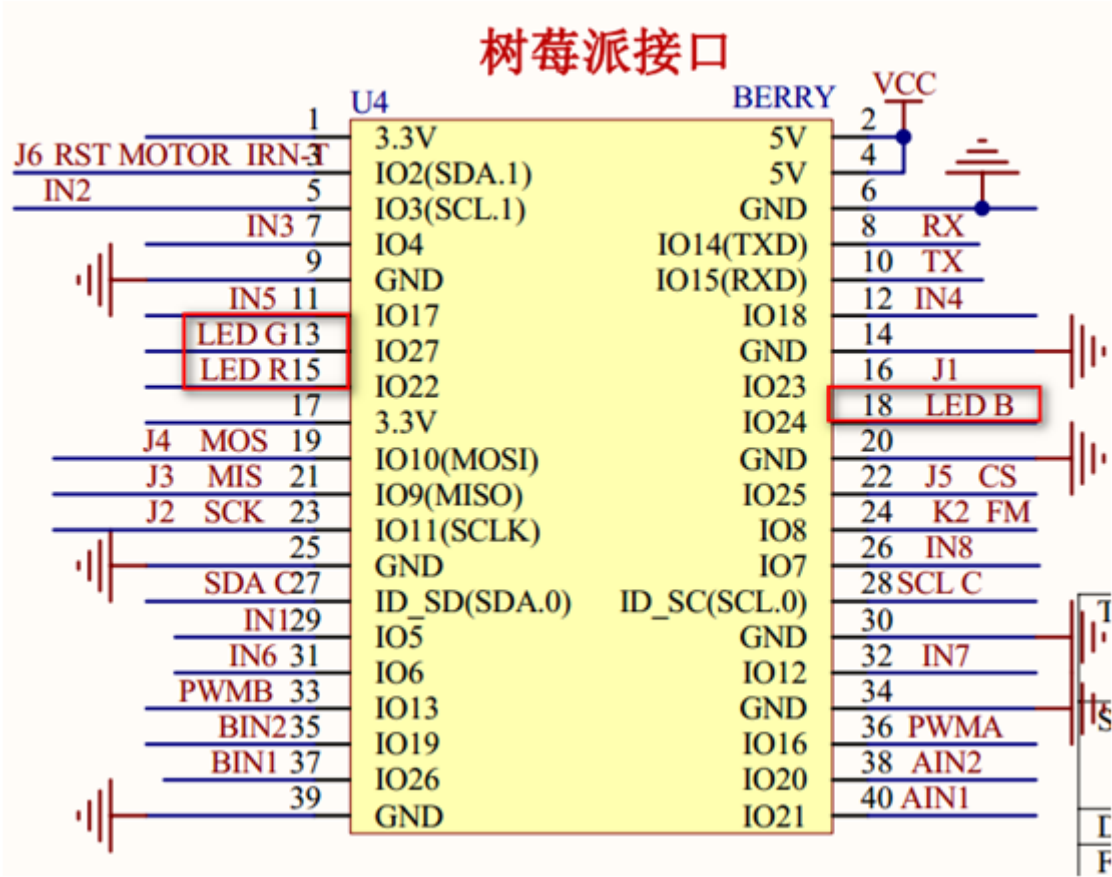 树莓派接口
U4 BERRY VCC
1 3.3V 5V 2
J6 RST MOTOR IRN-T 3 IO2(SDA.1) 5V 4
IN2 5 IO3(SCL.1) GND 6
IN3 7 IO4 IO14(TXD) 8 RX
9 GND IO15(RXD) 10 TX
IN5 11 IO17 IO18 12 IN4
LED G 13 IO27 GND 14
LED R 15 IO22 IO23 16 J1
17 3.3V IO24 18 LED B
J4 MOS 19 IO10(MOSI) GND 20
J3 MIS 21 IO9(MISO) IO25 22 J5 CS
J2 SCK 23 IO11(SCLK) IO8 24 K2 FM
25 GND IO7 26 IN8
SDA C 27 ID_SD(SDA.0) ID_SC(SCL.0) 28 SCL C
IN1 29 IO5 GND 30
IN6 31 IO6 IO12 32 IN7
PWMB 33 IO13 GND 34
BIN2 35 IO19 IO16 36 PWMA
BIN1 37 IO26 IO20 38 AIN2
39 GND IO21 40 AIN1